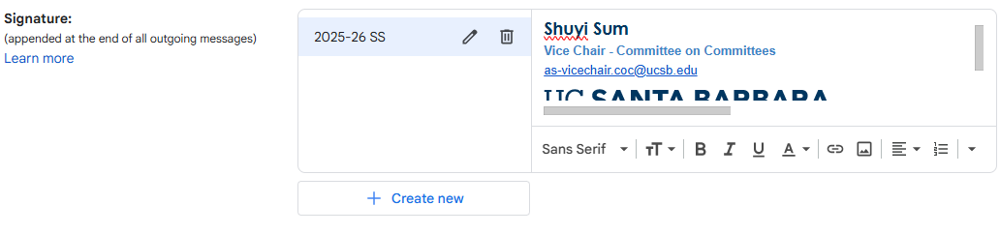 Signature:
(appended at the end of all outgoing messages)
Learn more
2025-26 SS
Create new
Shuyi Sum
Vice Chair - Committee on Committees
as-vicechair.coc@ucsb.edu
UC SANTA BARBARA
Sans Serif